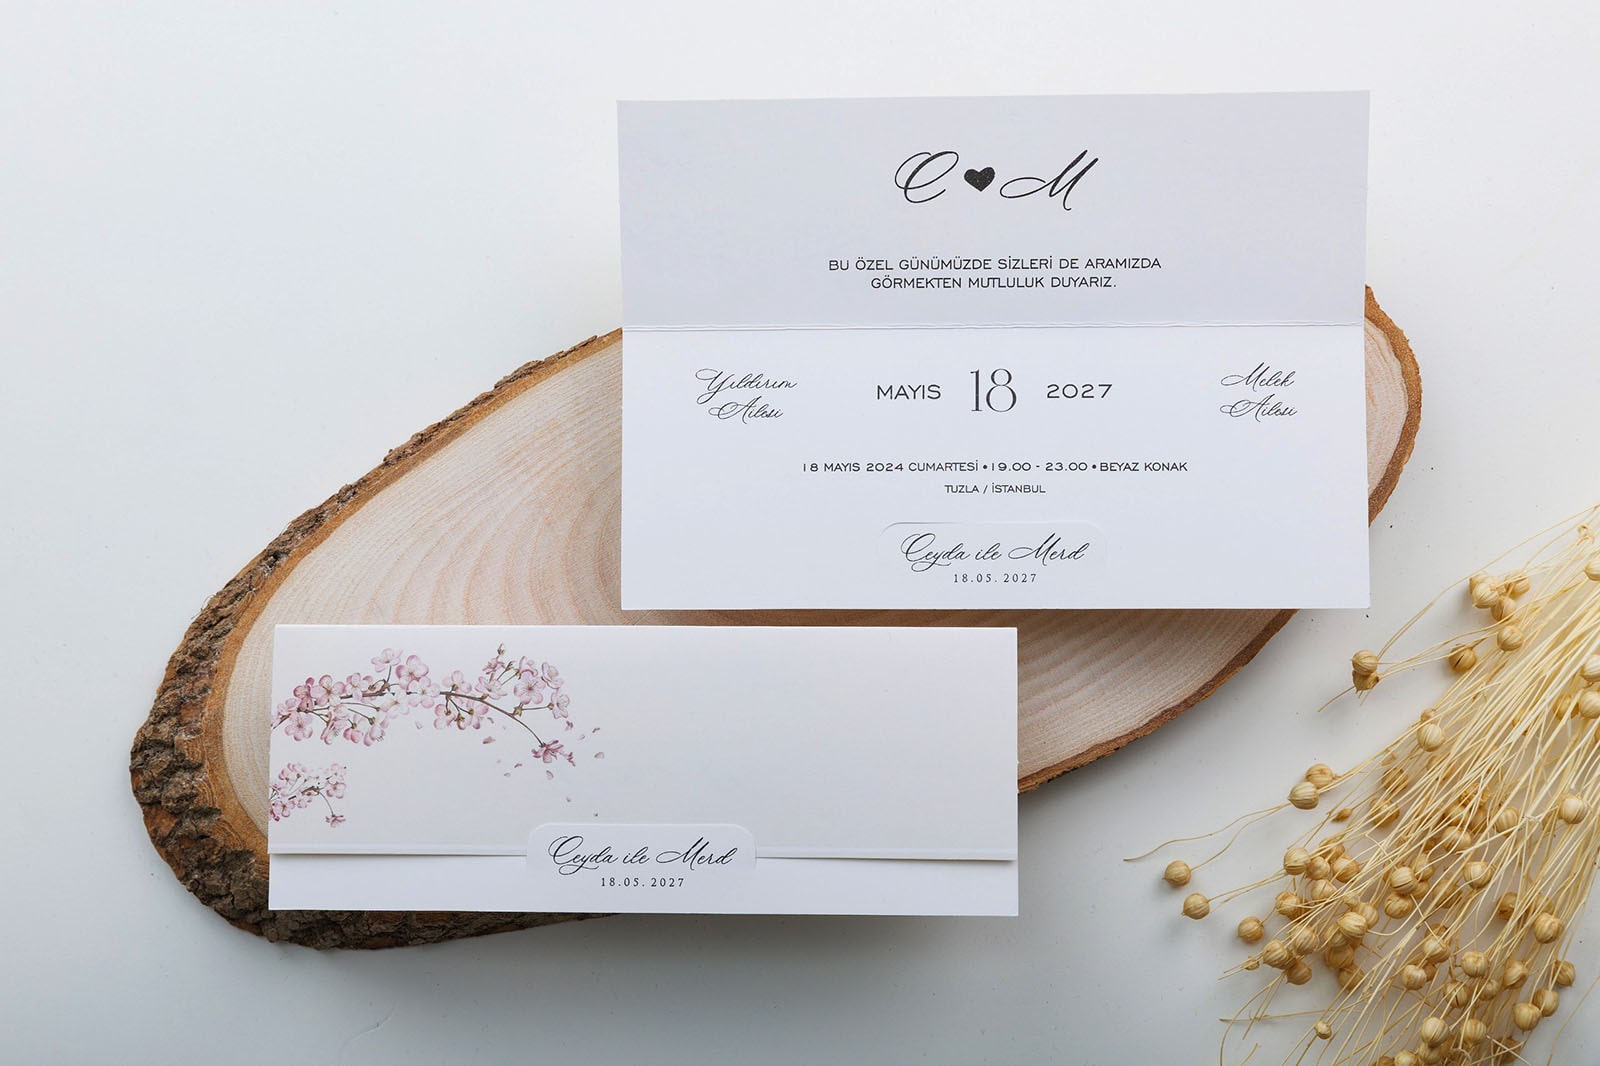 C ♥ M
BU ÖZEL GÜNÜMÜZDE SİZLERİ DE ARAMIZDA
GÖRMEKTEN MUTLULUK DUYARIZ.
Yıldırım
Ailesi
MAYIS 18 2027
Melek
Ailesi
18 MAYIS 2024 CUMARTESİ • 19.00 - 23.00 • BEYAZ KONAK
TUZLA / İSTANBUL
Ceyda ile Merd
18.05.2027
Ceyda ile Merd
18.05.2027